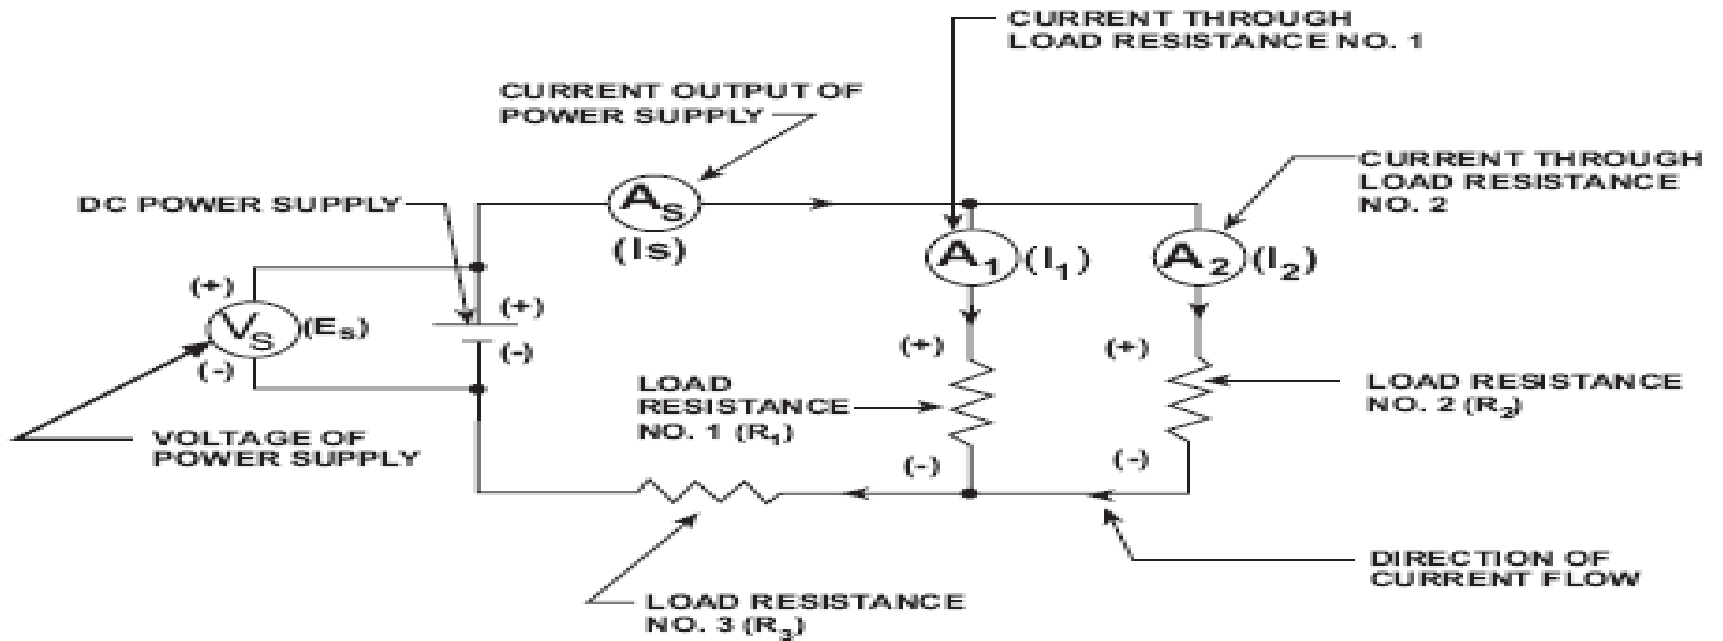 CURRENT THROUGH
LOAD RESISTANCE NO. 1
CURRENT OUTPUT OF
POWER SUPPLY
CURRENT THROUGH
LOAD RESISTANCE
NO. 2
DC POWER SUPPLY
As
(Is)
A1
(I1)
A2
(I2)
(+)
Vs
(Es)
(-)
(+)
(-)
(+)
(+)
LOAD
RESISTANCE
NO. 1 (R1)
LOAD RESISTANCE
NO. 2 (R2)
VOLTAGE OF
POWER SUPPLY
(-)
(-)
DIRECTION OF
CURRENT FLOW
LOAD RESISTANCE
NO. 3 (R3)